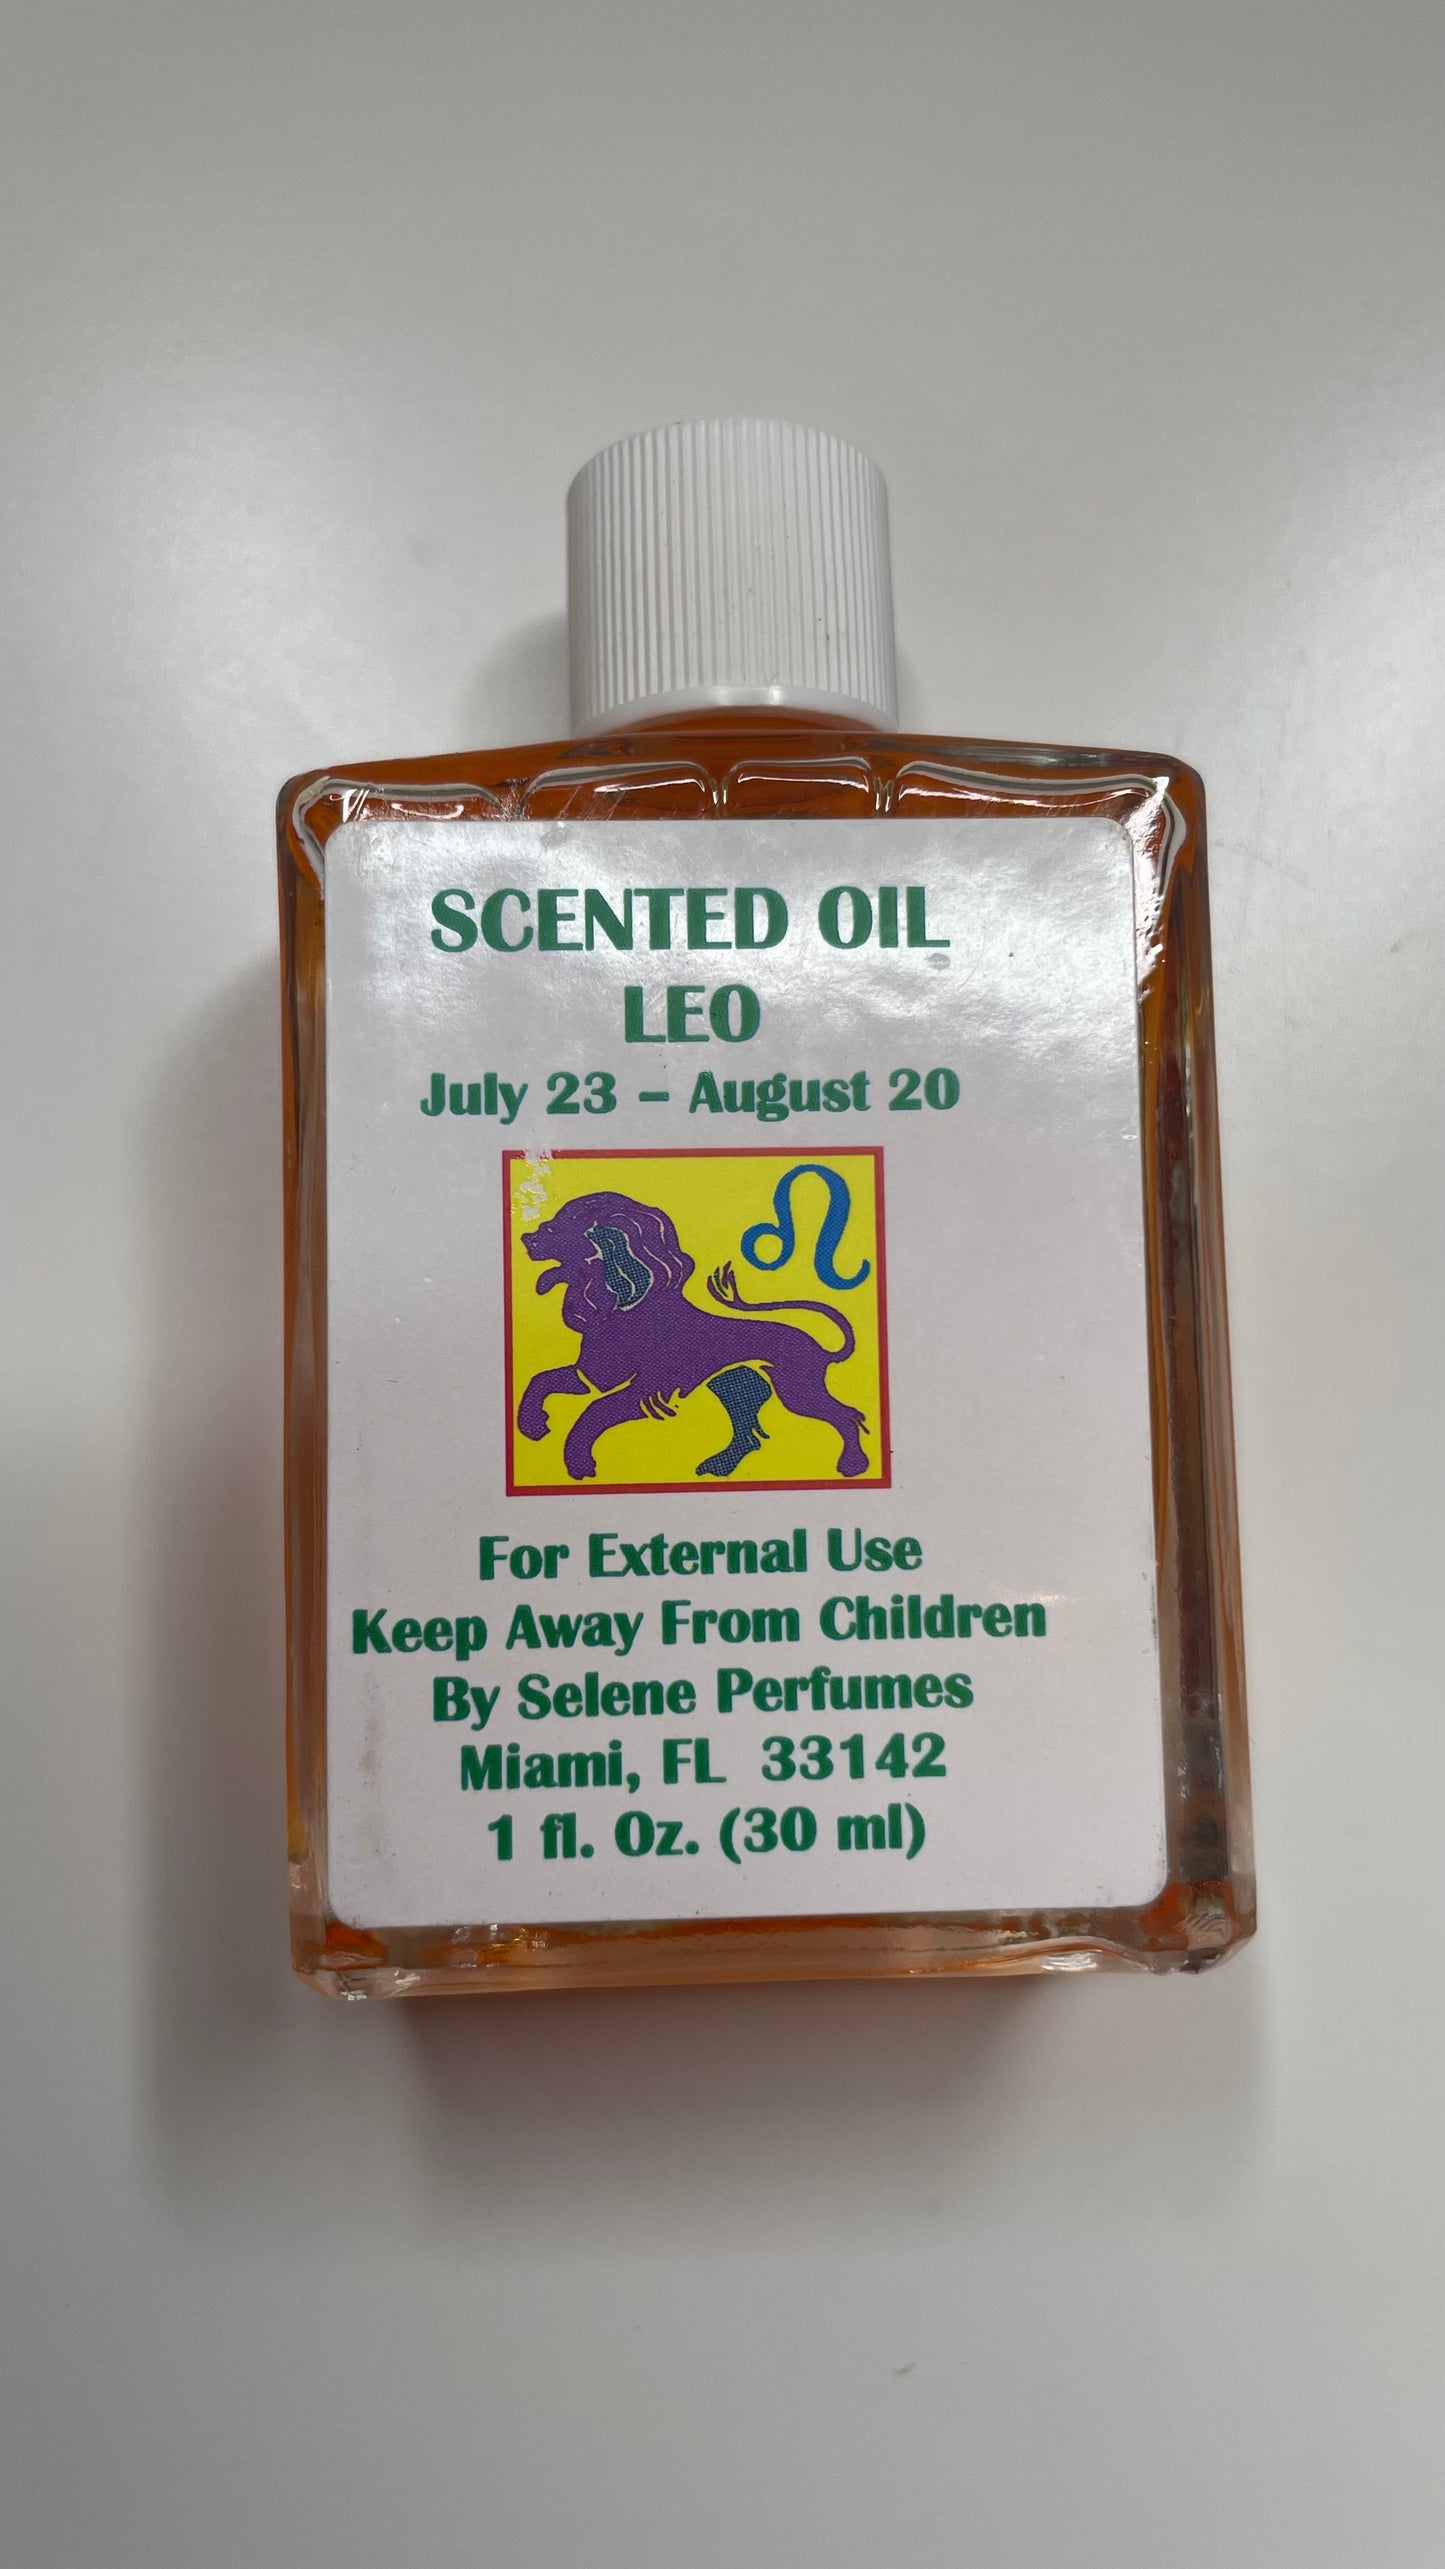 SCENTED OIL
LEO
July 23 – August 20
For External Use
Keep Away From Children
By Selene Perfumes
Miami, FL 33142
1 fl. Oz. (30 ml)